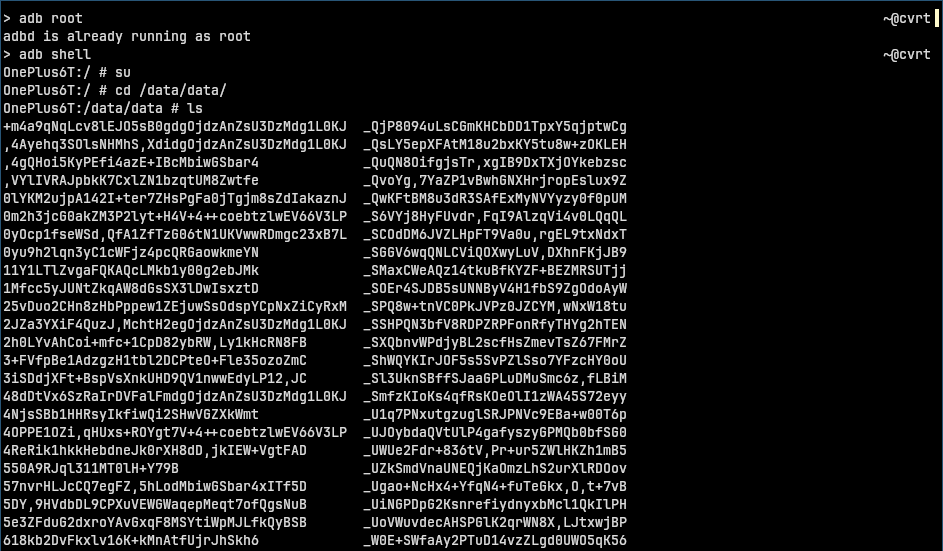 > adb root ~@cvrt
adbd is already running as root
> adb shell ~@cvrt
OnePlus6T:/ # su
OnePlus6T:/ # cd /data/data/
OnePlus6T:/data/data # ls
+m4a9qNqLcv8lEJO5sB0gdgOjdzAnZsU3DzMdg1L0KJ _QjP8094uLsCGmKHCbDD1TpxY5qjptwCg
,4Ayehq3SOlsNHMhS,XdidgOjdzAnZsU3DzMdg1L0KJ _QsLY5epXFAtM18u2bxKY5tu8w+zOKLEH
,4gQHoi5KyPEfi4azE+IBcMbiwGSbar4 _QuQN8OifgjsTr,xgIB9DxTXjOYkebzsc
,VYlIVRAJpbkK7CxlZN1bzqtUM8Zwtfe _QvoYg,7YaZP1vBwhGNXHrjropEslux9Z
0lYKM2ujpA142I+ter7ZHsPgFa0jTgjm8sZdIakaznJ _QwKFtBM8u3dR3SAfExMyNVYyzy0f0pUM
0m2h3jcG0akZM3P2lyt+H4V+4++coebtzlwEV66V3LP _S6VYj8HyFUvdr,FqI9AlzqVi4v0LQqQL
0yOcp1fseWSd,QfA1ZfTzG06tN1UKVwwRDmgc23xB7L _SCOdDM6JVZLHpFT9Va0u,rgEL9txNdxT
0yu9h2lqn3yC1cWFjz4pcQRGaowkmeYN _SGGV6wqQNLCViQOXwyLuV,DXhnFKjJB9
11Y1LTlZvgaFQKAQcLMkb1y00g2ebJMk _SMaxCWeAQz14tkuBfKYZF+BEZMRSUTjj
1Mfcc5yJUNtZkqAW8dGsSX3lDwIsxztD _SOEr4SJDB5sUNNByV4H1fbS9ZgOdoAyW
25vDuo2CHn8zHbPppew1ZEjuwSsOdspYCpNxZiCyRxM _SPQ8w+tnVC0PkJVPz0JZCYM,wNxW18tu
2JZa3YXiF4QuzJ,MchtH2egOjdzAnZsU3DzMdg1L0KJ _SSHPQN3bfV8RDPZRPFonRfyTHYg2hTEN
2h0LYvAhCoi+mfc+1CpD82ybRW,Ly1kHcRN8FB _SXQbnvWPdjyBL2scfHsZmevTsZ67FMrZ
3+FVfpBe1AdzgzH1tbl2DCPteO+Fle35ozoZmC _ShWQYKIrJOF5s5SvPZlSso7YFzcHY0oU
3iSDdjXFt+BspVsXnkUHD9QV1nwwEdyLP12,JC _Sl3UknSBffSJaaGPLuDMuSmc6z,fLBiM
48dDtVx6SzRaIrDVFalFmdgOjdzAnZsU3DzMdg1L0KJ _SmfzKIoKs4qfRsKOeOlI1zWA45S72eyy
4NjsSBb1HHRsyIkfiwQi2SHwVGZXkWmt _U1q7PNxutgzuglSRJPNVc9EBa+w00T6p
4OPPE1OZi,qHUxs+ROYgt7V+4++coebtzlwEV66V3LP _UJOybdaQVtUlP4gafyszyGPMQb0bfSG0
4ReRik1hkkHebdneJk0rXH8dD,jkIEW+VgtFAD _UWUe2Fdr+836tV,Pr+ur5ZWlHKZh1mB5
550A9RJql311MT0lH+Y79B _UZkSmdVnaUNEQjKaOmzLhS2urXlRDOov
57nvrHLJcCQ7egFZ,5hLodMbiwGSbar4xITf5D _Ugao+NcHx4+YfqN4+fuTeGkx,O,t+7vB
5DY,9HVdbDL9CPXuVEWGWaqepMeqt7ofQgsNuB _UiNGPDpG2Ksnrefiydnyxb​Mcl1QkIlPH
5e3ZFduG2dxroYAvGxqF8MSYtiWpMJLfkQyBSB _UoVWuvdecAHSPGlK2qrWN8X,LJtxwjBP
618kb2DvFkxlv16K+kMnAtfUjrJhSkh6 _W0E+SWfaAy2PTuD14vzZLgd0UWO5qK56